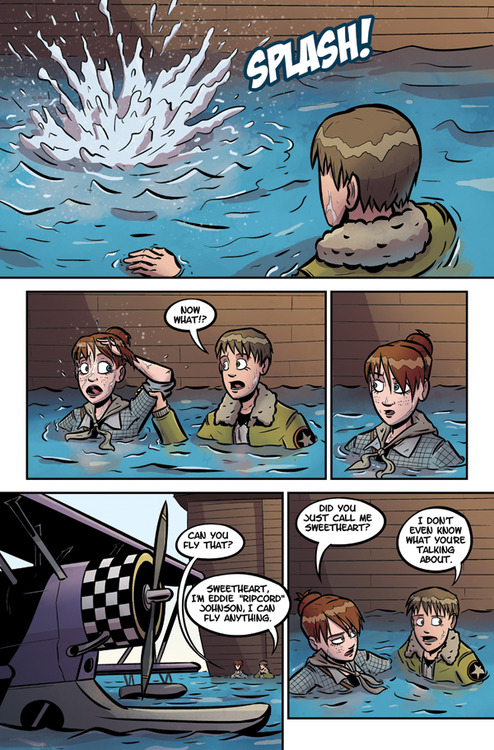 SPLASH!
NOW
WHAT!?
CAN YOU
FLY THAT?
SWEETHEART,
I'M EDDIE "RIPCORD"
JOHNSON, I CAN
FLY ANYTHING.
DID YOU
JUST CALL ME
SWEETHEART?
I DON'T
EVEN KNOW
WHAT YOU'RE
TALKING
ABOUT.